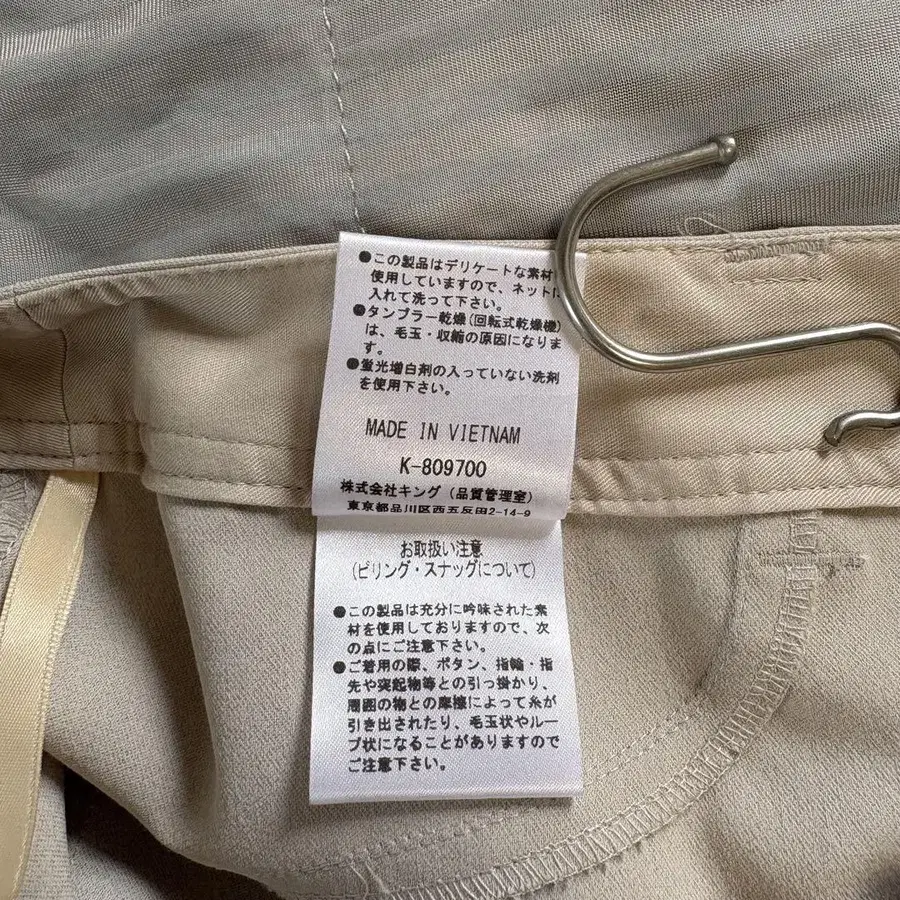 ●この製品はデリケートな素材
使用していますので、ネットに
入れて洗って下さい。
●タンブラー乾燥(回転式乾燥機)
は、毛玉・収縮の原因になりま
す。
●蛍光増白剤の入っていない洗剤
を使用下さい。
MADE IN VIETNAM
K-809700
株式会社キング(品質管理室)
東京都品川区西五反田2-14-9
お取扱い注意
(ピリング・スナッグについて)
●この製品は充分に吟味された素
材を使用しておりますので、次
の点にご注意下さい。
●ご着用の際、ボタン、指輪・指
先や突起物等との引っ掛かり、
周囲の物との摩擦によって糸が
引き出されたり、毛玉状やルー
プ状になることがありますので
ご注意下さい。